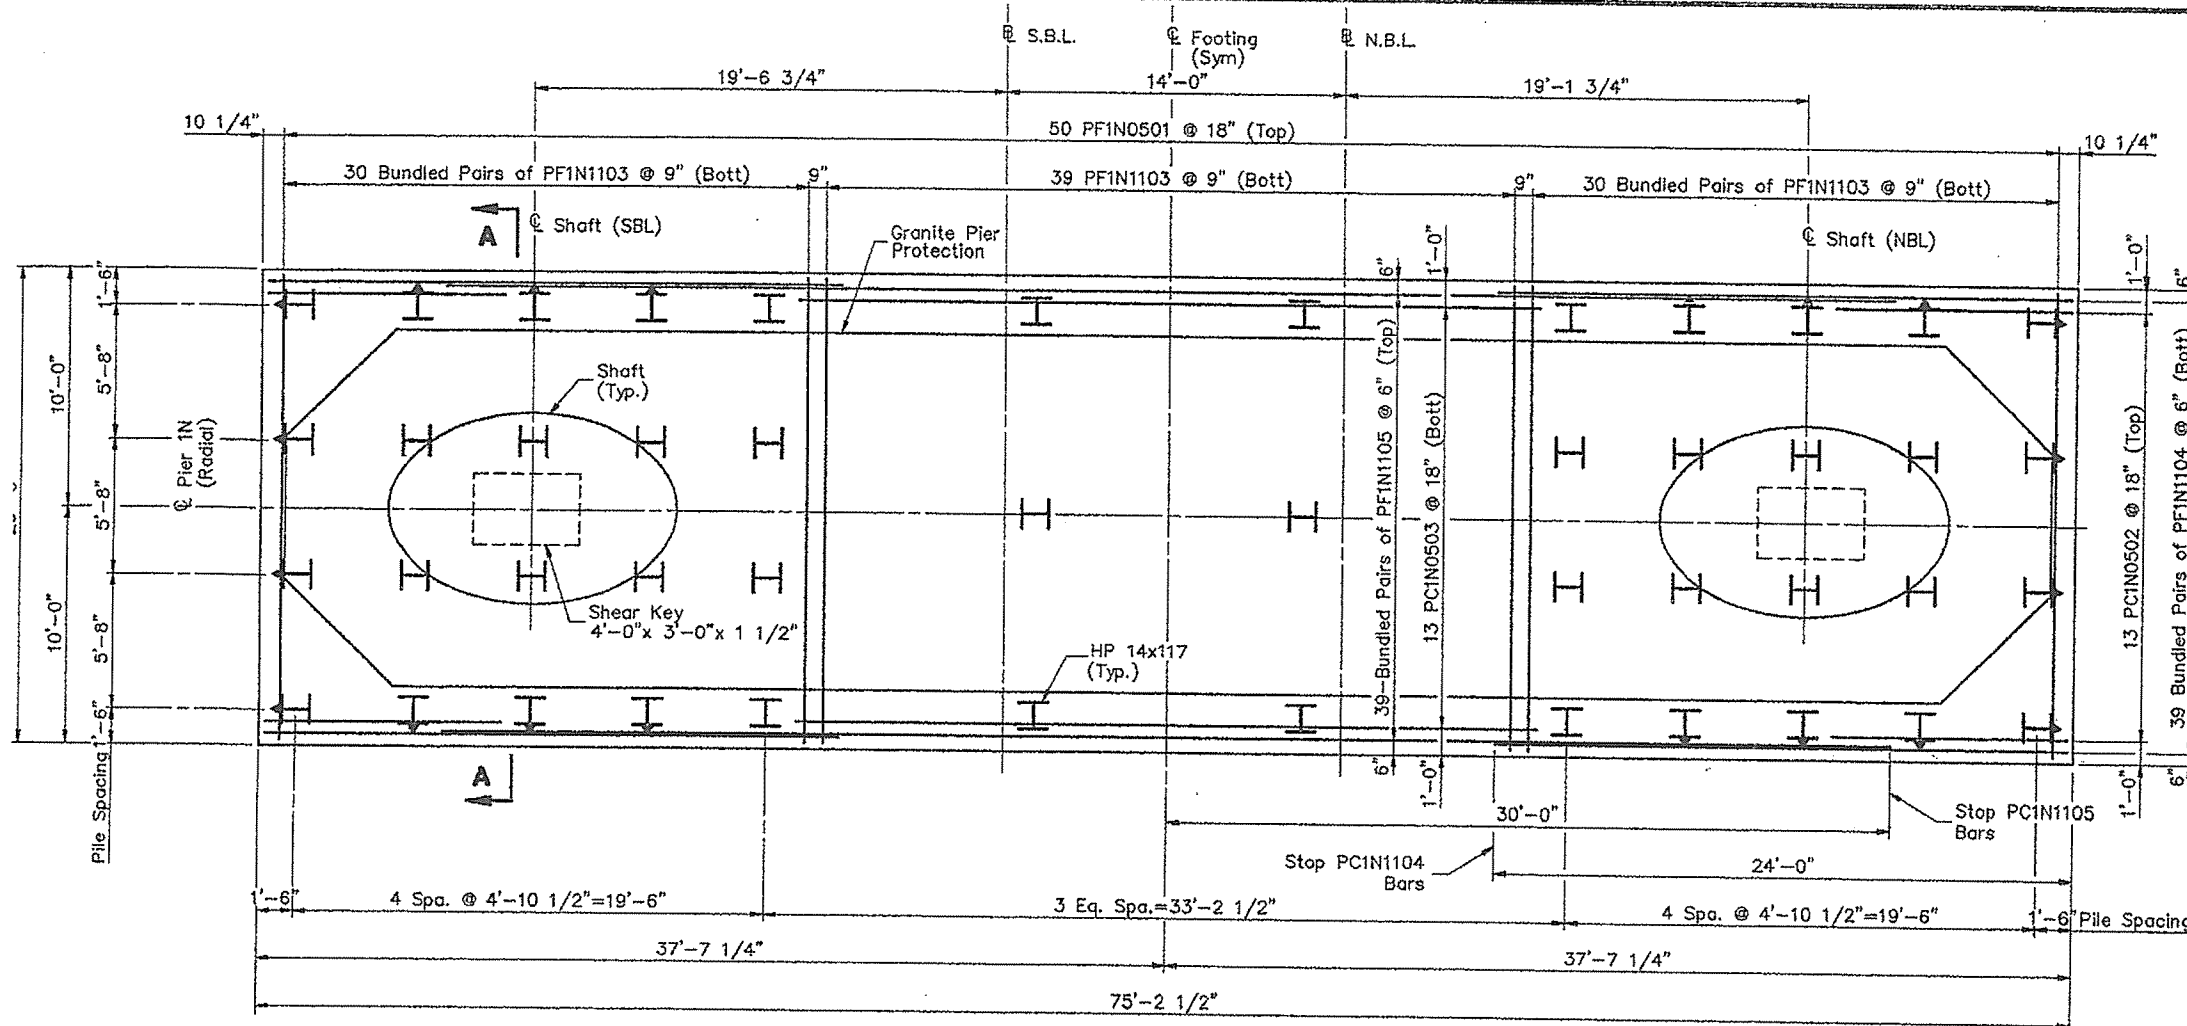 ℄ S.B.L.
℄ Footing
(Sym)
℄ N.B.L.
19'-6 3/4"
14'-0"
19'-1 3/4"
10 1/4"
50 PF1N0501 @ 18" (Top)
10 1/4"
30 Bundled Pairs of PF1N1103 @ 9" (Bott)
9"
39 PF1N1103 @ 9" (Bott)
9"
30 Bundled Pairs of PF1N1103 @ 9" (Bott)
A
℄ Shaft (SBL)
Granite Pier
Protection
℄ Shaft (NBL)
6"
1'-0"
1'-0"
6"
1'-6"
5'-8"
5'-8"
5'-8"
1'-6"
Pile Spacing
10'-0"
10'-0"
℄ Pier 1N
(Radial)
Shaft
(Typ.)
Shear Key
4'-0"x 3'-0"x 1 1/2"
HP 14x117
(Typ.)
39-Bundled Pairs of PF1N1105 @ 6" (Top)
13 PC1N0503 @ 18" (Bott)
13 PC1N0502 @ 18" (Top)
39 Bundled Pairs of PF1N1104 @ 6" (Bott)
A
6"
1'-0"
1'-0"
6"
30'-0"
Stop PC1N1105
Bars
Stop PC1N1104
Bars
24'-0"
1'-6"
4 Spa. @ 4'-10 1/2"=19'-6"
3 Eq. Spa.=33'-2 1/2"
4 Spa. @ 4'-10 1/2"=19'-6"
1'-6"
Pile Spacing
37'-7 1/4"
37'-7 1/4"
75'-2 1/2"